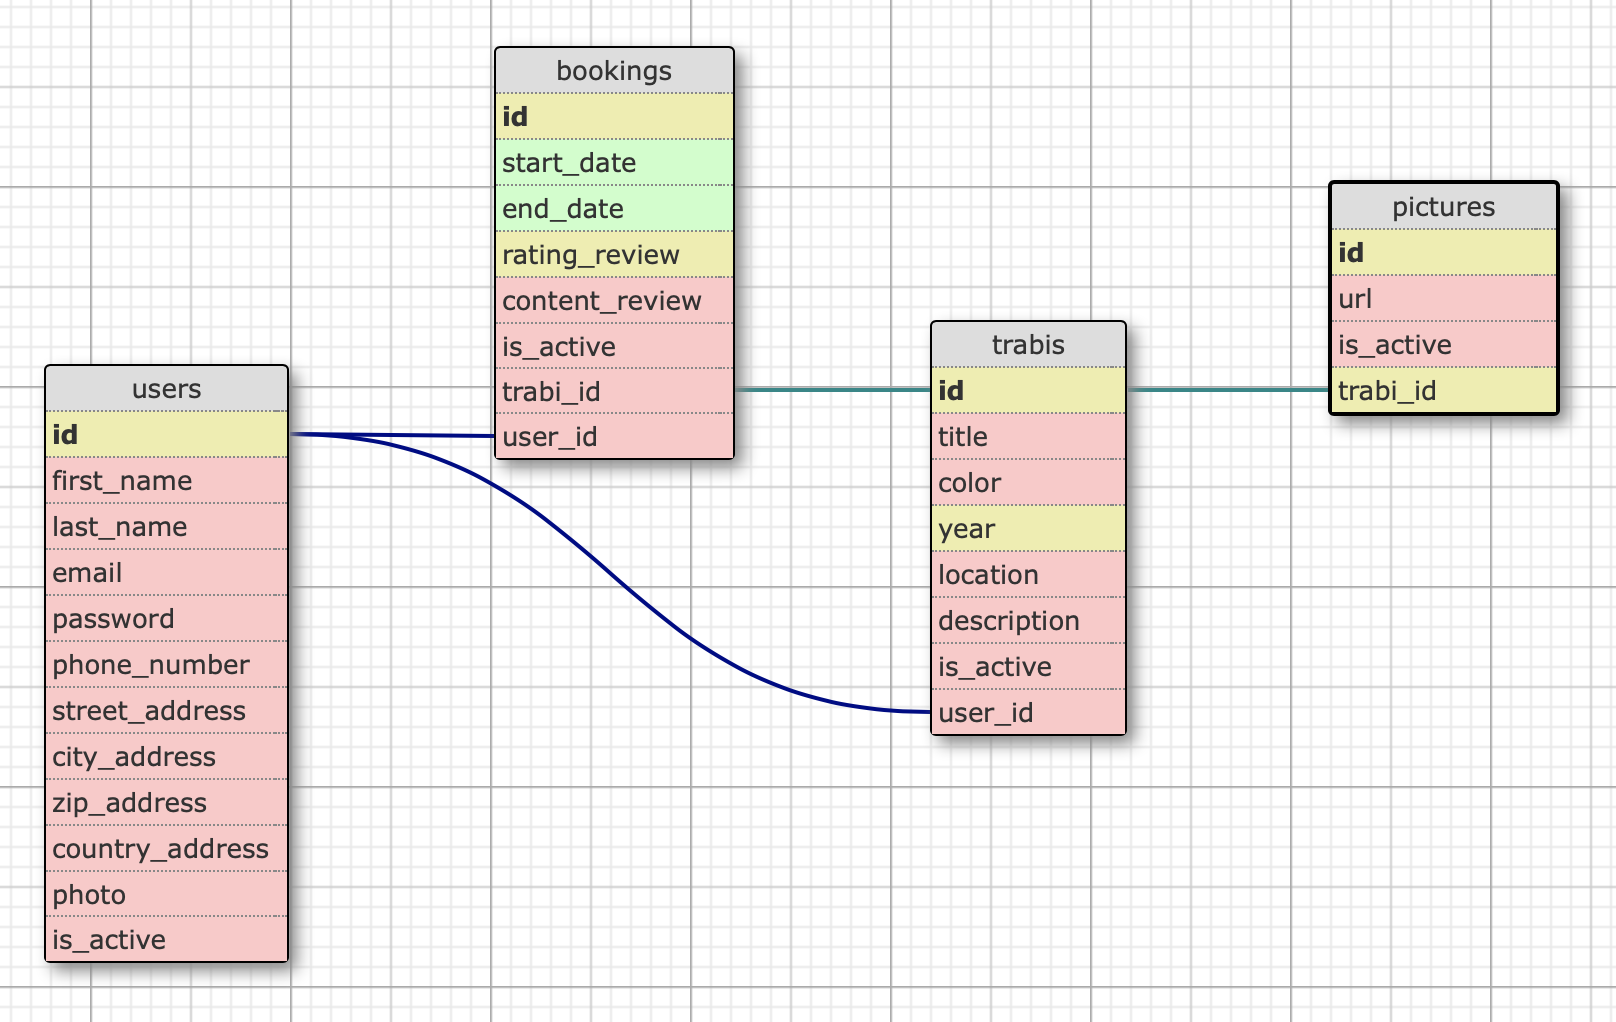 bookings
id
start_date
end_date
rating_review
content_review
is_active
trabi_id
user_id
users
id
first_name
last_name
email
password
phone_number
street_address
city_address
zip_address
country_address
photo
is_active
trabis
id
title
color
year
location
description
is_active
user_id
pictures
id
url
is_active
trabi_id